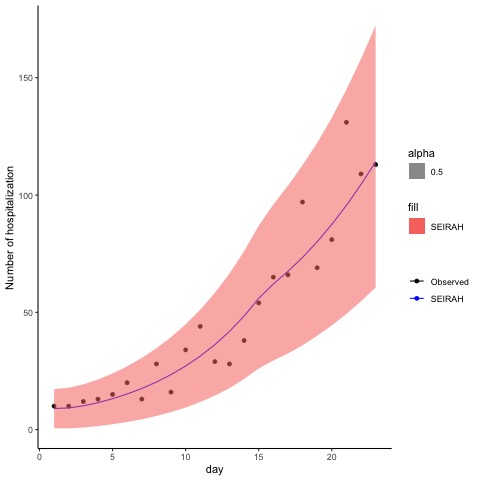 Number of hospitalization
150
100
50
0
0
5
10
15
20
day
alpha
0.5
fill
SEIRAH
Observed
SEIRAH